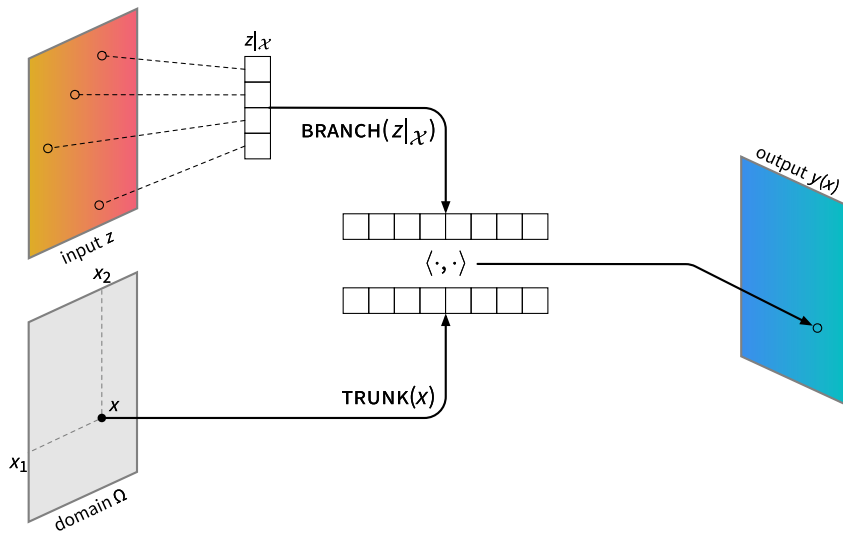 z|𝒳
BRANCH(z|𝒳)
input z
output y(x)
⟨·,·⟩
x₂
x
TRUNK(x)
x₁
domain Ω